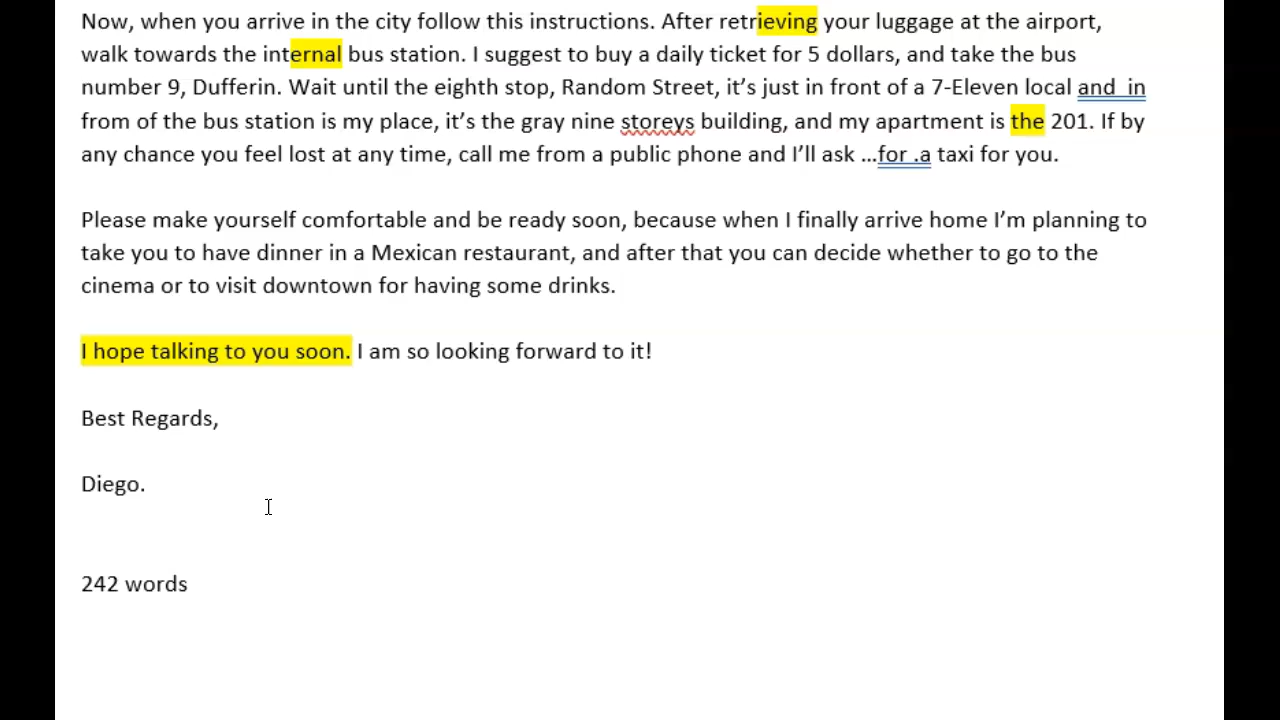 Now, when you arrive in the city follow this instructions. After retrieving your luggage at the airport,
walk towards the internal bus station. I suggest to buy a daily ticket for 5 dollars, and take the bus
number 9, Dufferin. Wait until the eighth stop, Random Street, it’s just in front of a 7-Eleven local and  in
from of the bus station is my place, it’s the gray nine storeys building, and my apartment is the 201. If by
any chance you feel lost at any time, call me from a public phone and I’ll ask …for .a taxi for you.
Please make yourself comfortable and be ready soon, because when I finally arrive home I’m planning to
take you to have dinner in a Mexican restaurant, and after that you can decide whether to go to the
cinema or to visit downtown for having some drinks.
I hope talking to you soon. I am so looking forward to it!
Best Regards,
Diego.
242 words